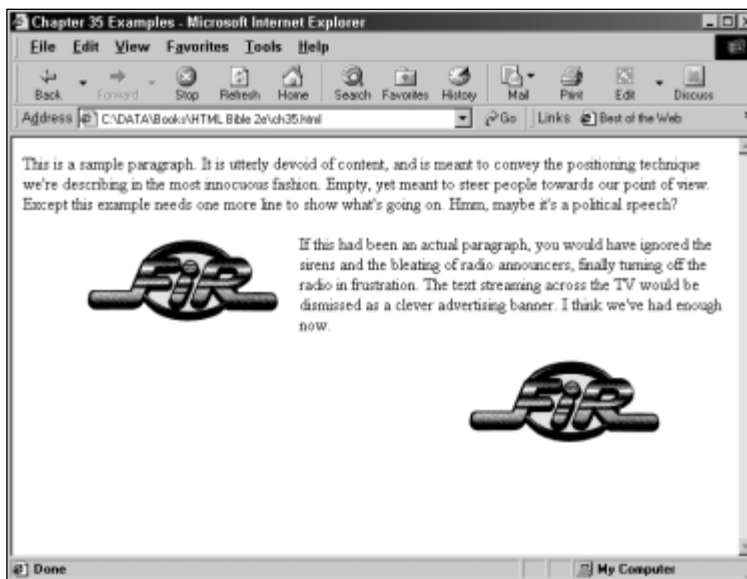 Chapter 35 Examples - Microsoft Internet Explorer
File Edit View Favorites Tools Help
Back Forward Stop Refresh Home Search Favorites History Mail Print Edit Discuss
Address C:\DATA\Books\HTML Bible 2e\ch35.html Go Links Best of the Web
This is a sample paragraph. It is utterly devoid of content, and is meant to convey the positioning technique
we're describing in the most innocuous fashion. Empty, yet meant to steer people towards our point of view.
Except this example needs one more line to show what's going on. Hmm, maybe it's a political speech?
FiR
If this had been an actual paragraph, you would have ignored the
sirens and the bleating of radio announcers, finally turning off the
radio in frustration. The text streaming across the TV would be
dismissed as a clever advertising banner. I think we've had enough
now.
FiR
Done My Computer